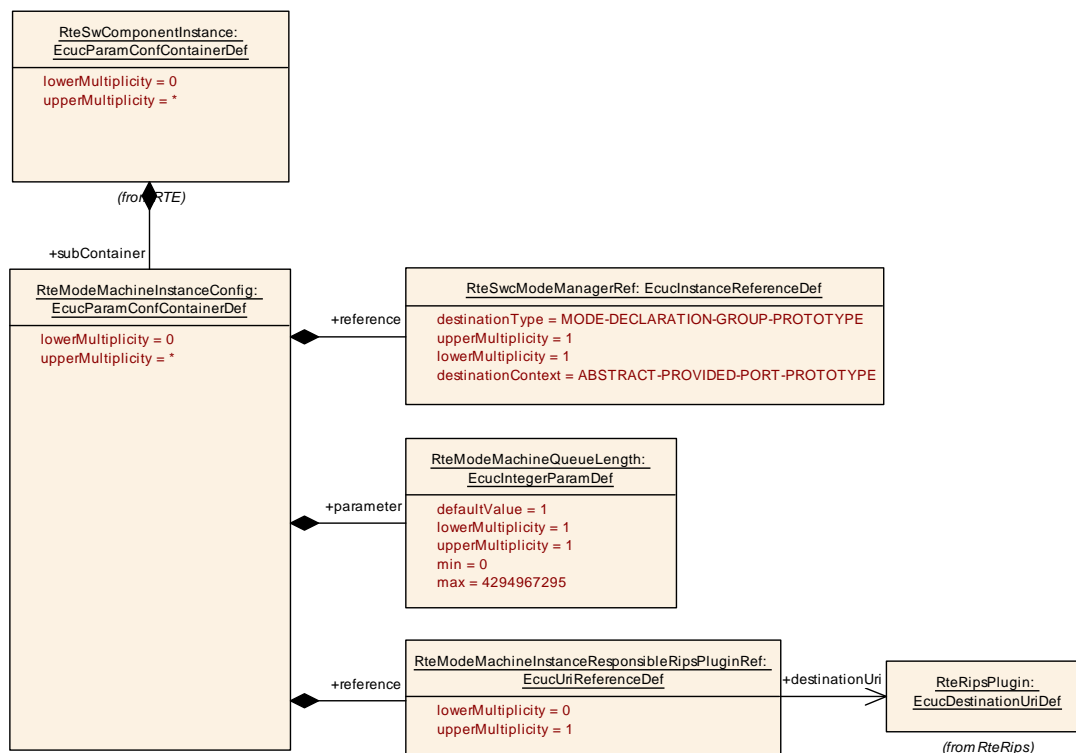 RteSwComponentInstance:
EcucParamConfContainerDef
lowerMultiplicity = 0
upperMultiplicity = *
(from RTE)
+subContainer
RteModeMachineInstanceConfig:
EcucParamConfContainerDef
lowerMultiplicity = 0
upperMultiplicity = *
+reference
RteSwcModeManagerRef: EcucInstanceReferenceDef
destinationType = MODE-DECLARATION-GROUP-PROTOTYPE
upperMultiplicity = 1
lowerMultiplicity = 1
destinationContext = ABSTRACT-PROVIDED-PORT-PROTOTYPE
+parameter
RteModeMachineQueueLength:
EcucIntegerParamDef
defaultValue = 1
lowerMultiplicity = 1
upperMultiplicity = 1
min = 0
max = 4294967295
+reference
RteModeMachineInstanceResponsibleRipsPluginRef:
EcucUriReferenceDef
lowerMultiplicity = 0
upperMultiplicity = 1
+destinationUri
RteRipsPlugin:
EcucDestinationUriDef
(from RteRips)